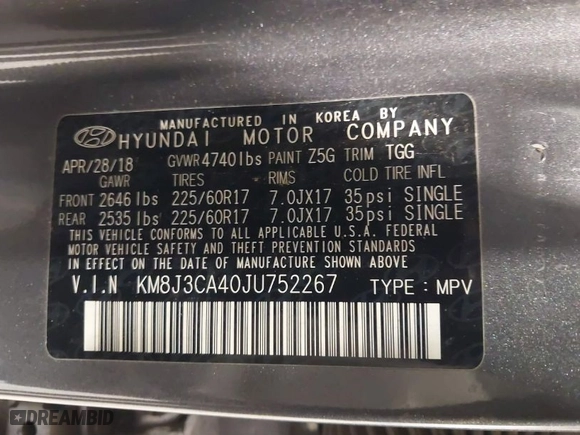 MANUFACTURED IN KOREA BY
HYUNDAI MOTOR COMPANY
APR/28/18 GVWR 4740lbs PAINT Z5G TRIM TGG
GAWR TIRES RIMS COLD TIRE INFL
FRONT 2646 lbs 225/60R17 7.0JX17 35psi SINGLE
REAR 2535 lbs 225/60R17 7.0JX17 35psi SINGLE
THIS VEHICLE CONFORMS TO ALL APPLICABLE U.S.A. FEDERAL
MOTOR VEHICLE SAFETY AND THEFT PREVENTION STANDARDS
IN EFFECT ON THE DATE OF MANUFACTURE SHOWN ABOVE.
V.I.N KM8J3CA40JU752267 TYPE: MPV
DREAMBID